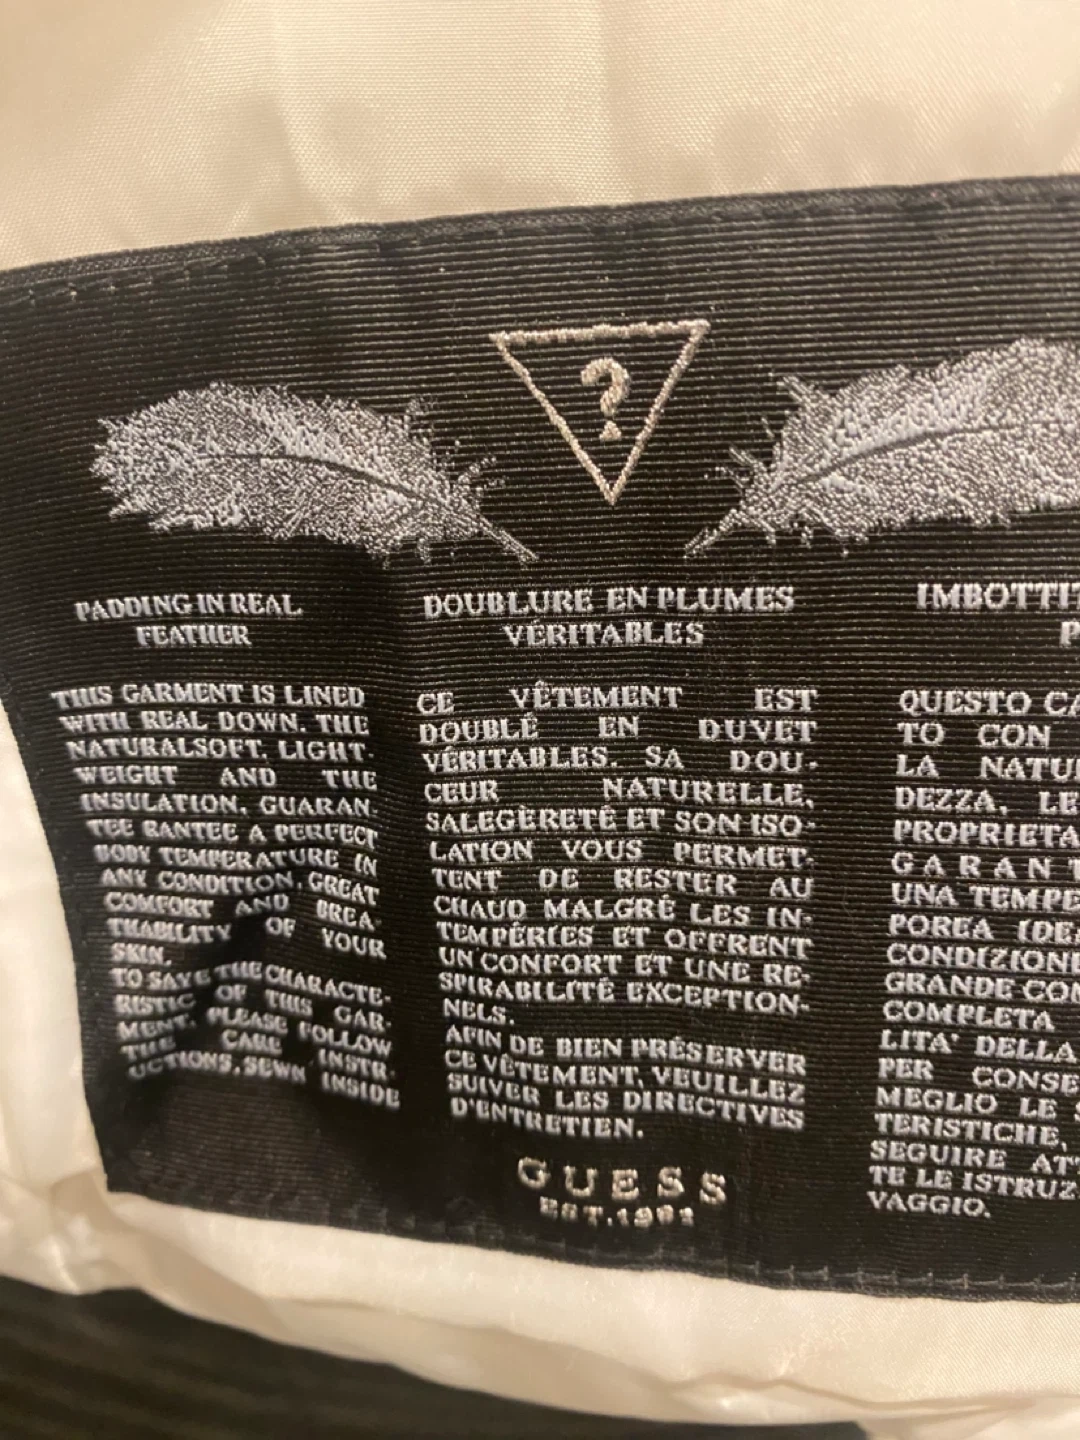 ?
PADDING IN REAL
FEATHER
THIS GARMENT IS LINED
WITH REAL DOWN. THE
NATURALSOFT, LIGHT-
WEIGHT AND THE
INSULATION, GUARAN.
TEE RANTEE A PERFECT
BODY TEMPERATURE IN
ANY CONDITION, GREAT
COMFORT AND BREA-
THABILITY OF YOUR
SKIN.
TO SAVE THE CHARACTE-
RISTIC OF THIS GAR-
MENT, PLEASE FOLLOW
THE CARE INSTR.
UCTIONS, SEWN INSIDE
DOUBLURE EN PLUMES
VÉRITABLES
CE VÊTEMENT EST
DOUBLÉ EN DUVET
VÉRITABLES. SA DOU-
CEUR NATURELLE,
SALEGÈRETÉ ET SON ISO-
LATION VOUS PERMET-
TENT DE RESTER AU
CHAUD MALGRÉ LES IN-
TEMPÉRIES ET OFFRENT
UN CONFORT ET UNE RE-
SPIRABILITÉ EXCEPTION-
NELS.
AFIN DE BIEN PRÉSERVER
CE VÊTEMENT, VEUILLEZ
SUIVER LES DIRECTIVES
D'ENTRETIEN.
IMBOTTIT
P
QUESTO CA
TO CON
LA NATU
DEZZA, LE
PROPRIETA
GARANT
UNA TEMPE
POREA IDEA
CONDIZIONE
GRANDE CON
COMPLETA
LITA' DELLA
PER CONSE
MEGLIO LE S
TERISTICHE,
SEGUIRE ATT
TE LE ISTRUZ
VAGGIO.
GUESS
EST.1981